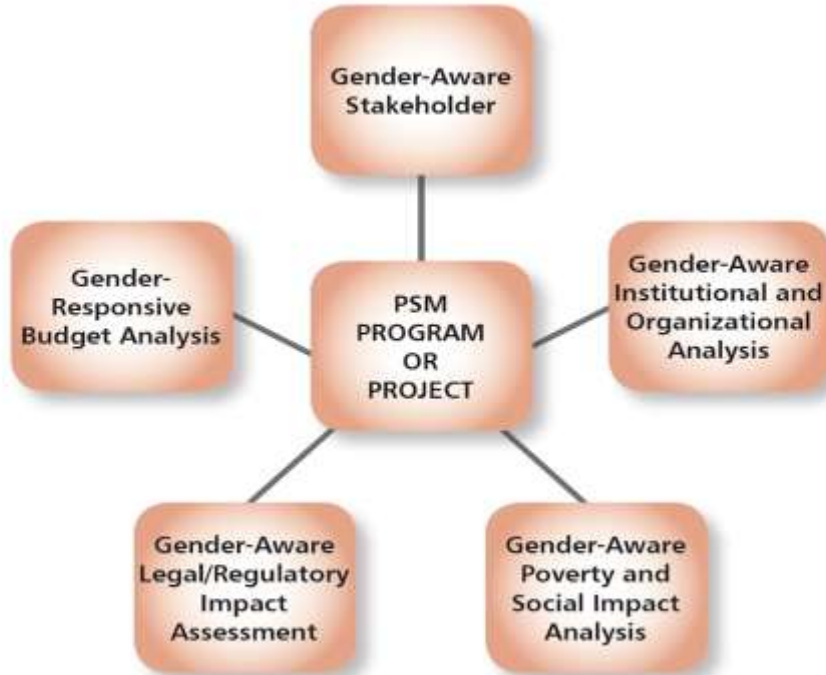 Gender-Aware
Stakeholder
Gender-
Responsive
Budget Analysis
PSM
PROGRAM
OR
PROJECT
Gender-Aware
Institutional and
Organizational
Analysis
Gender-Aware
Legal/Regulatory
Impact
Assessment
Gender-Aware
Poverty and
Social Impact
Analysis